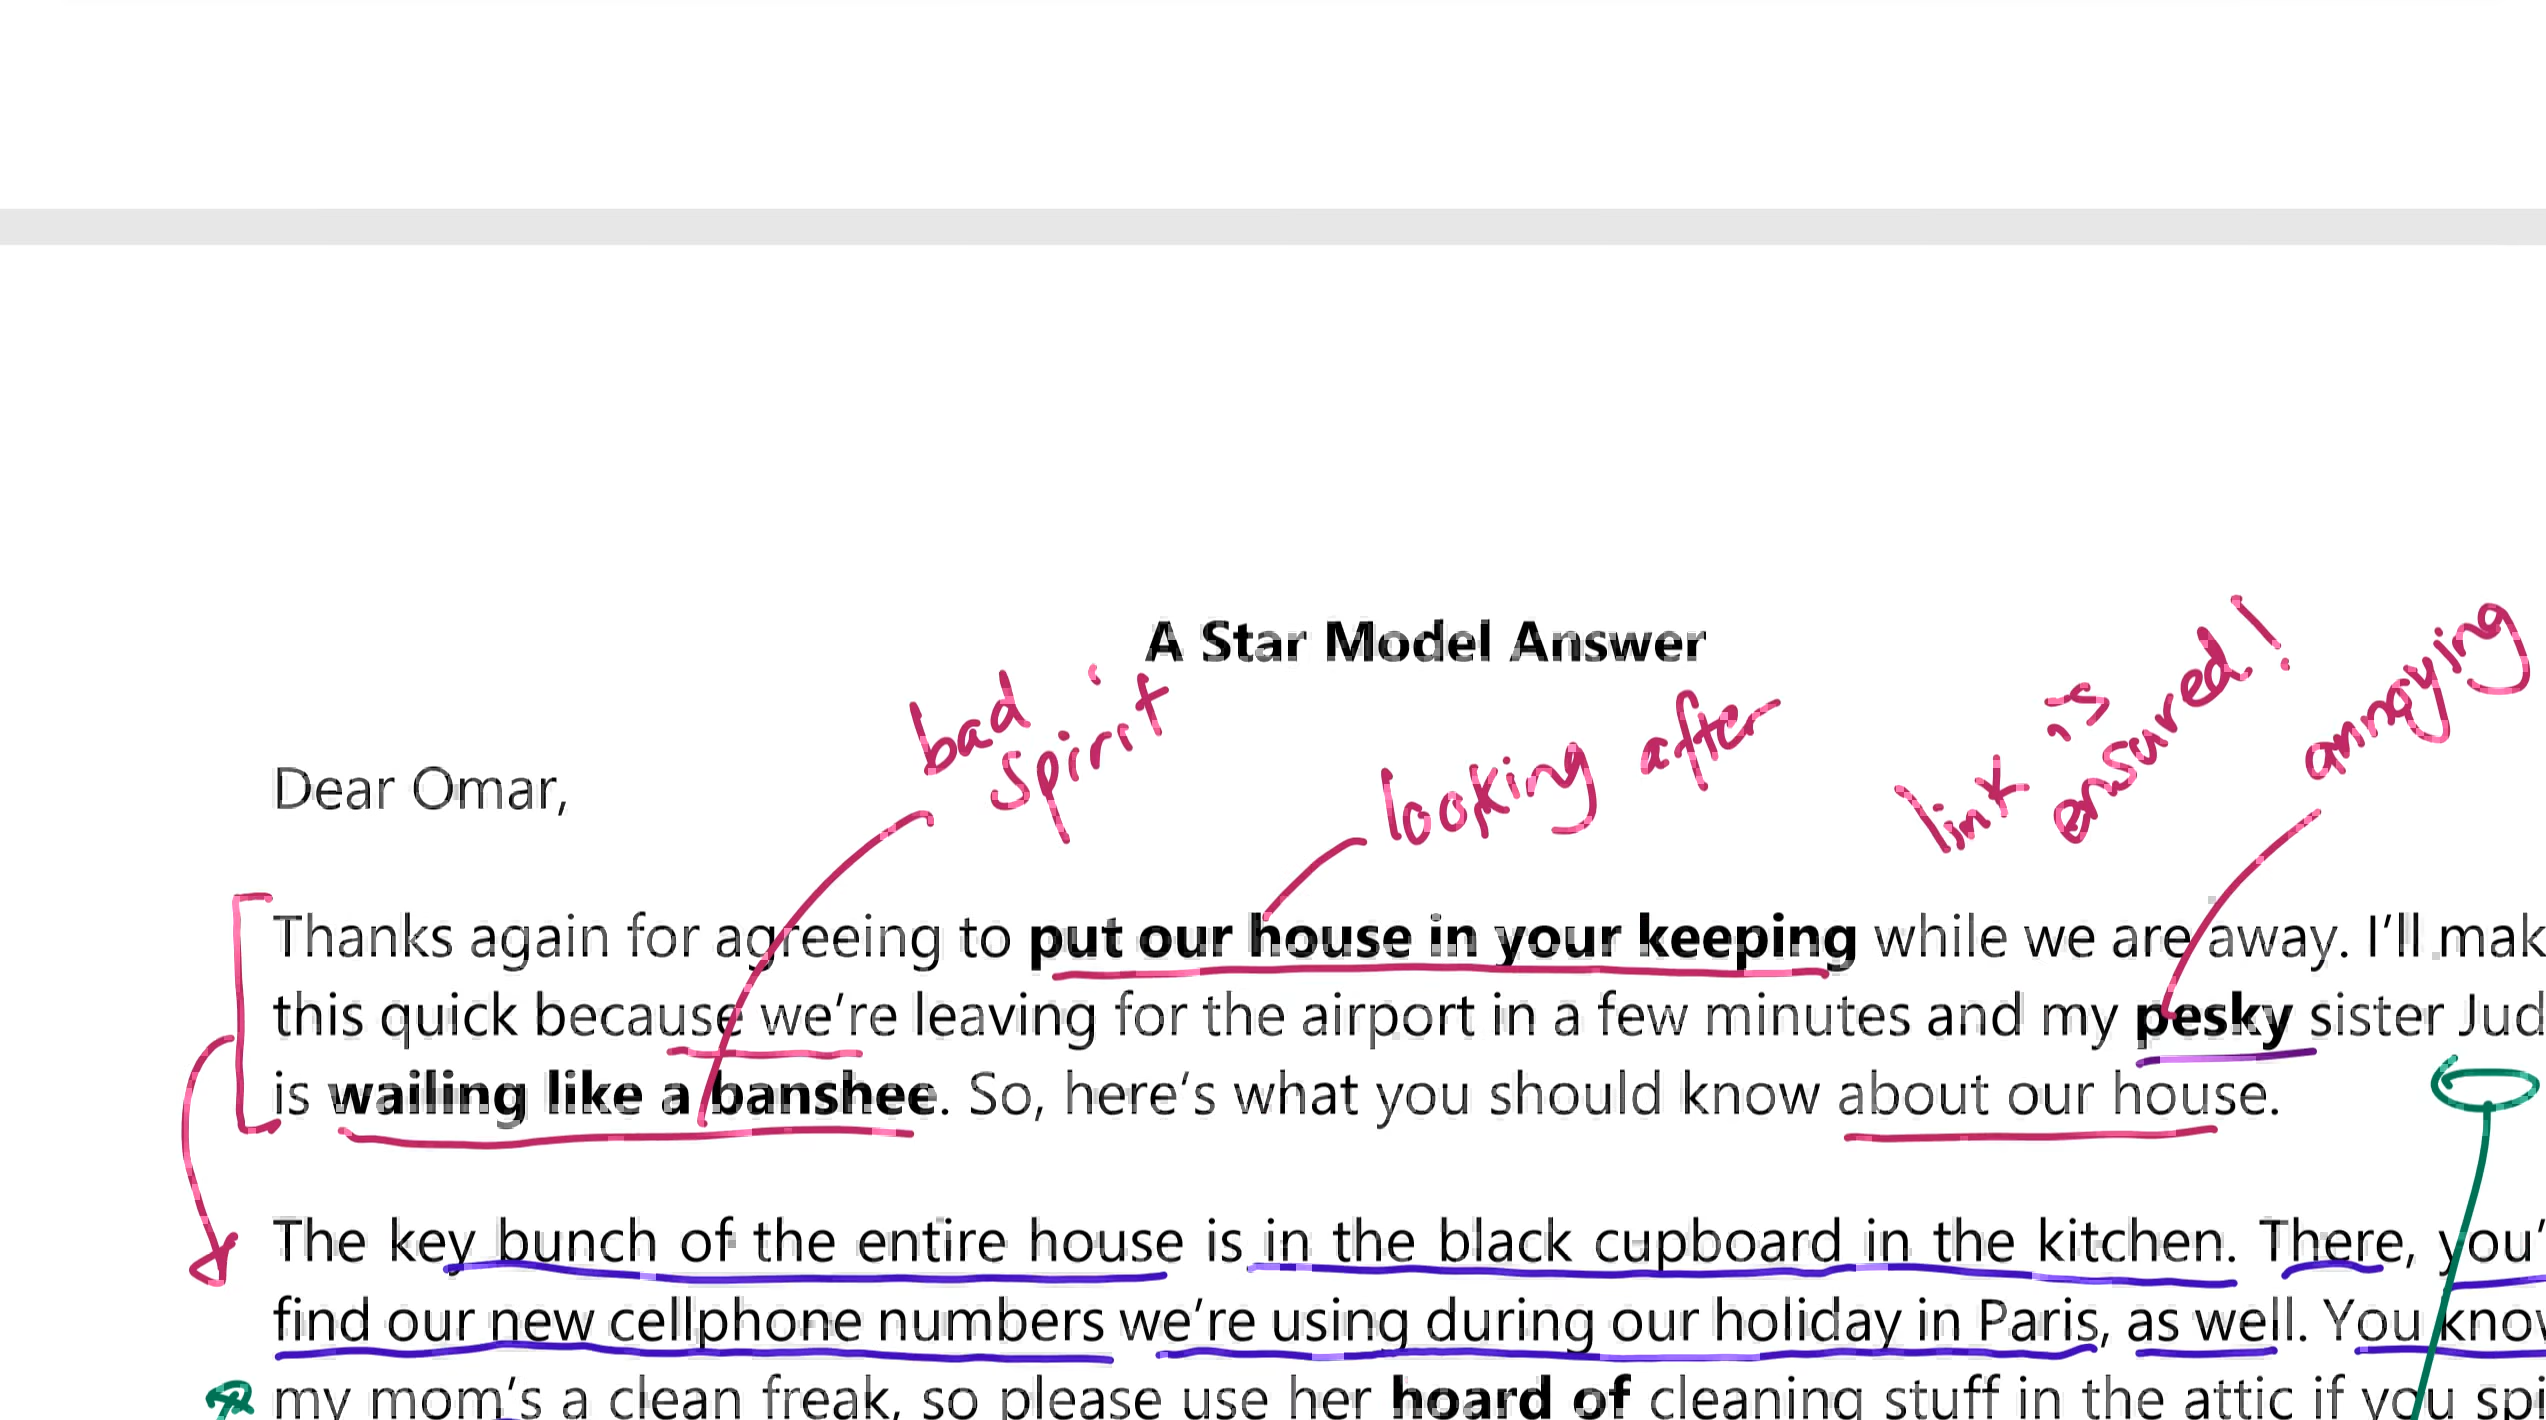 A Star Model Answer
bad spirit
looking after
link is ensured!
annoying
Dear Omar,
Thanks again for agreeing to put our house in your keeping while we are away. I'll mak
this quick because we're leaving for the airport in a few minutes and my pesky sister Jud
is wailing like a banshee. So, here's what you should know about our house.
The key bunch of the entire house is in the black cupboard in the kitchen. There, you'
find our new cellphone numbers we're using during our holiday in Paris, as well. You know
my mom's a clean freak, so please use her hoard of cleaning stuff in the attic if you spi